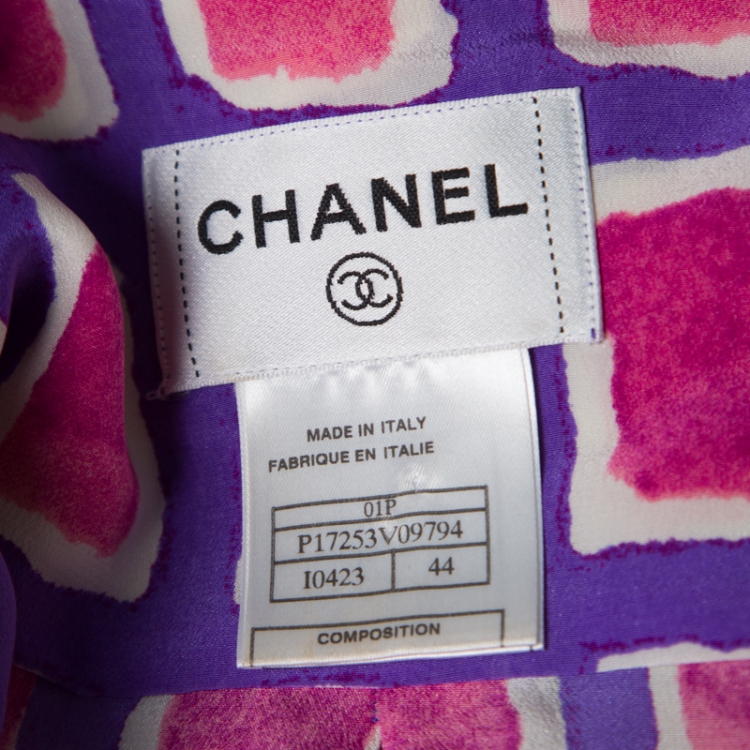 CHANEL
MADE IN ITALY
FABRIQUE EN ITALIE
01P
P17253V09794
I0423 44
COMPOSITION